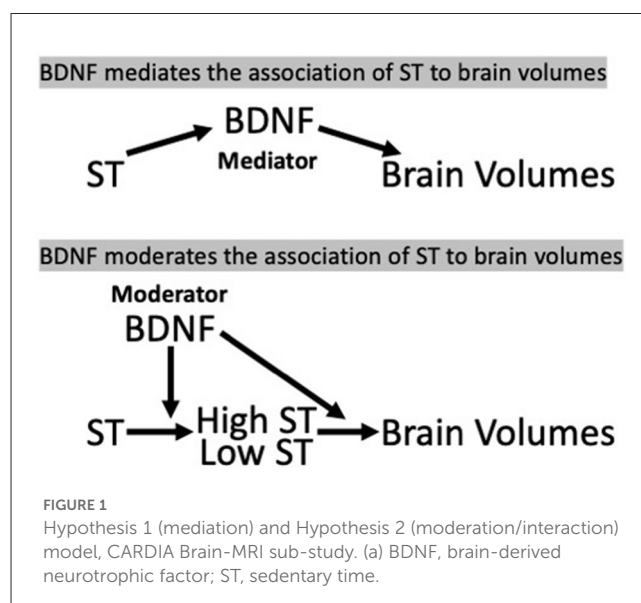 BDNF mediates the association of ST to brain volumes
BDNF
Mediator
ST
Brain Volumes
BDNF moderates the association of ST to brain volumes
Moderator
BDNF
ST
High ST
Low ST
Brain Volumes
FIGURE 1
Hypothesis 1 (mediation) and Hypothesis 2 (moderation/interaction)
model, CARDIA Brain-MRI sub-study. (a) BDNF, brain-derived
neurotrophic factor; ST, sedentary time.